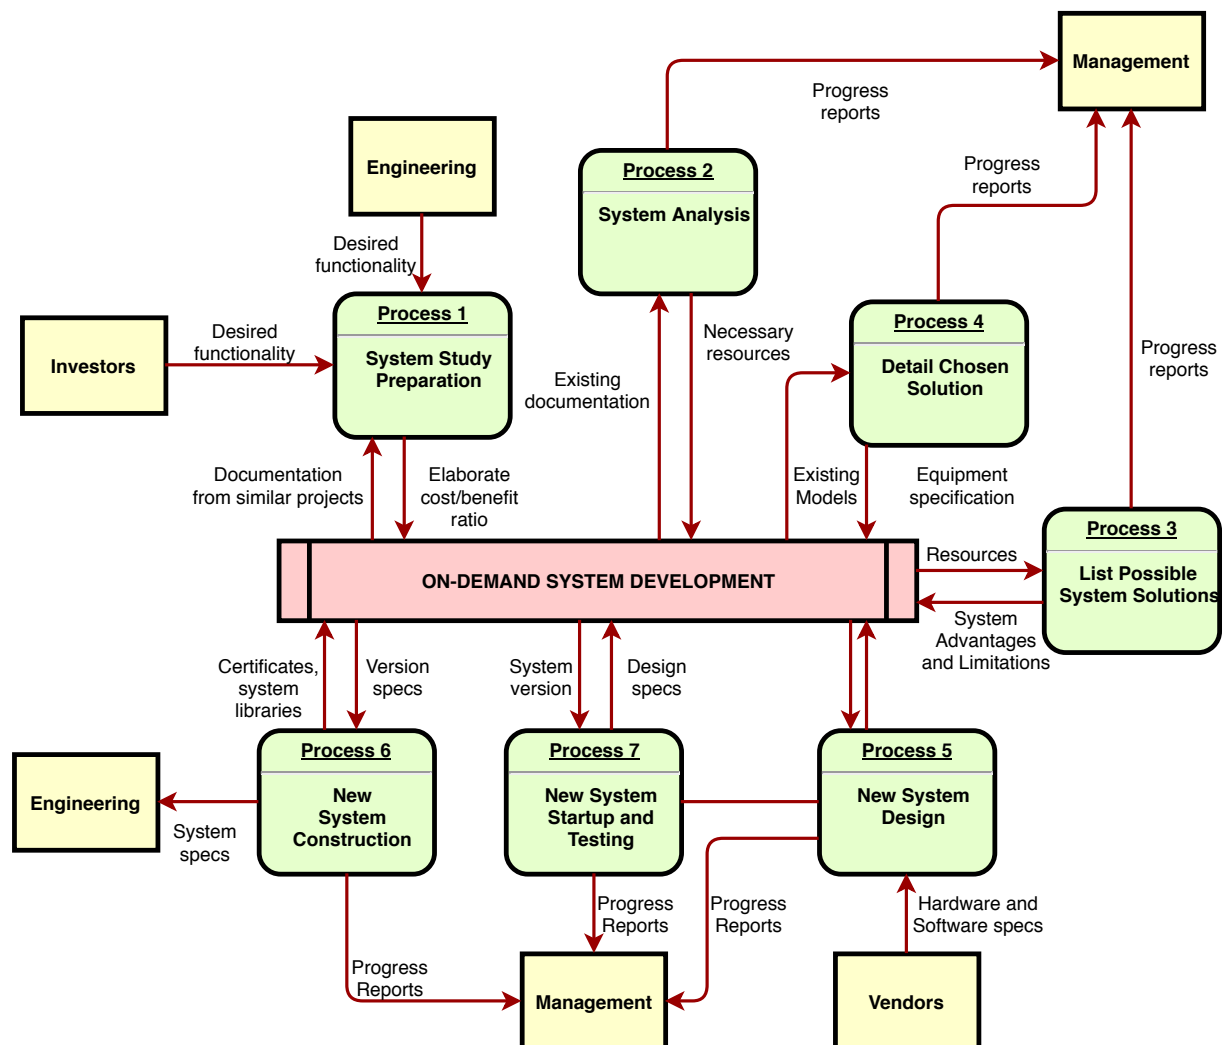 Management
Progress
reports
Engineering
Process 2
System Analysis
Progress
reports
Desired
functionality
Process 1
System Study
Preparation
Investors
Desired
functionality
Process 4
Detail Chosen
Solution
Necessary
resources
Progress
reports
Existing
documentation
Documentation
from similar projects
Elaborate
cost/benefit
ratio
Existing
Models
Equipment
specification
Process 3
List Possible
System Solutions
ON-DEMAND SYSTEM DEVELOPMENT
Resources
System
Advantages
and Limitations
Certificates,
system
libraries
Version
specs
System
version
Design
specs
Process 6
New
System
Construction
Process 7
New System
Startup and
Testing
Process 5
New System
Design
Engineering
System
specs
Progress
Reports
Progress
Reports
Hardware and
Software specs
Progress
Reports
Management
Vendors